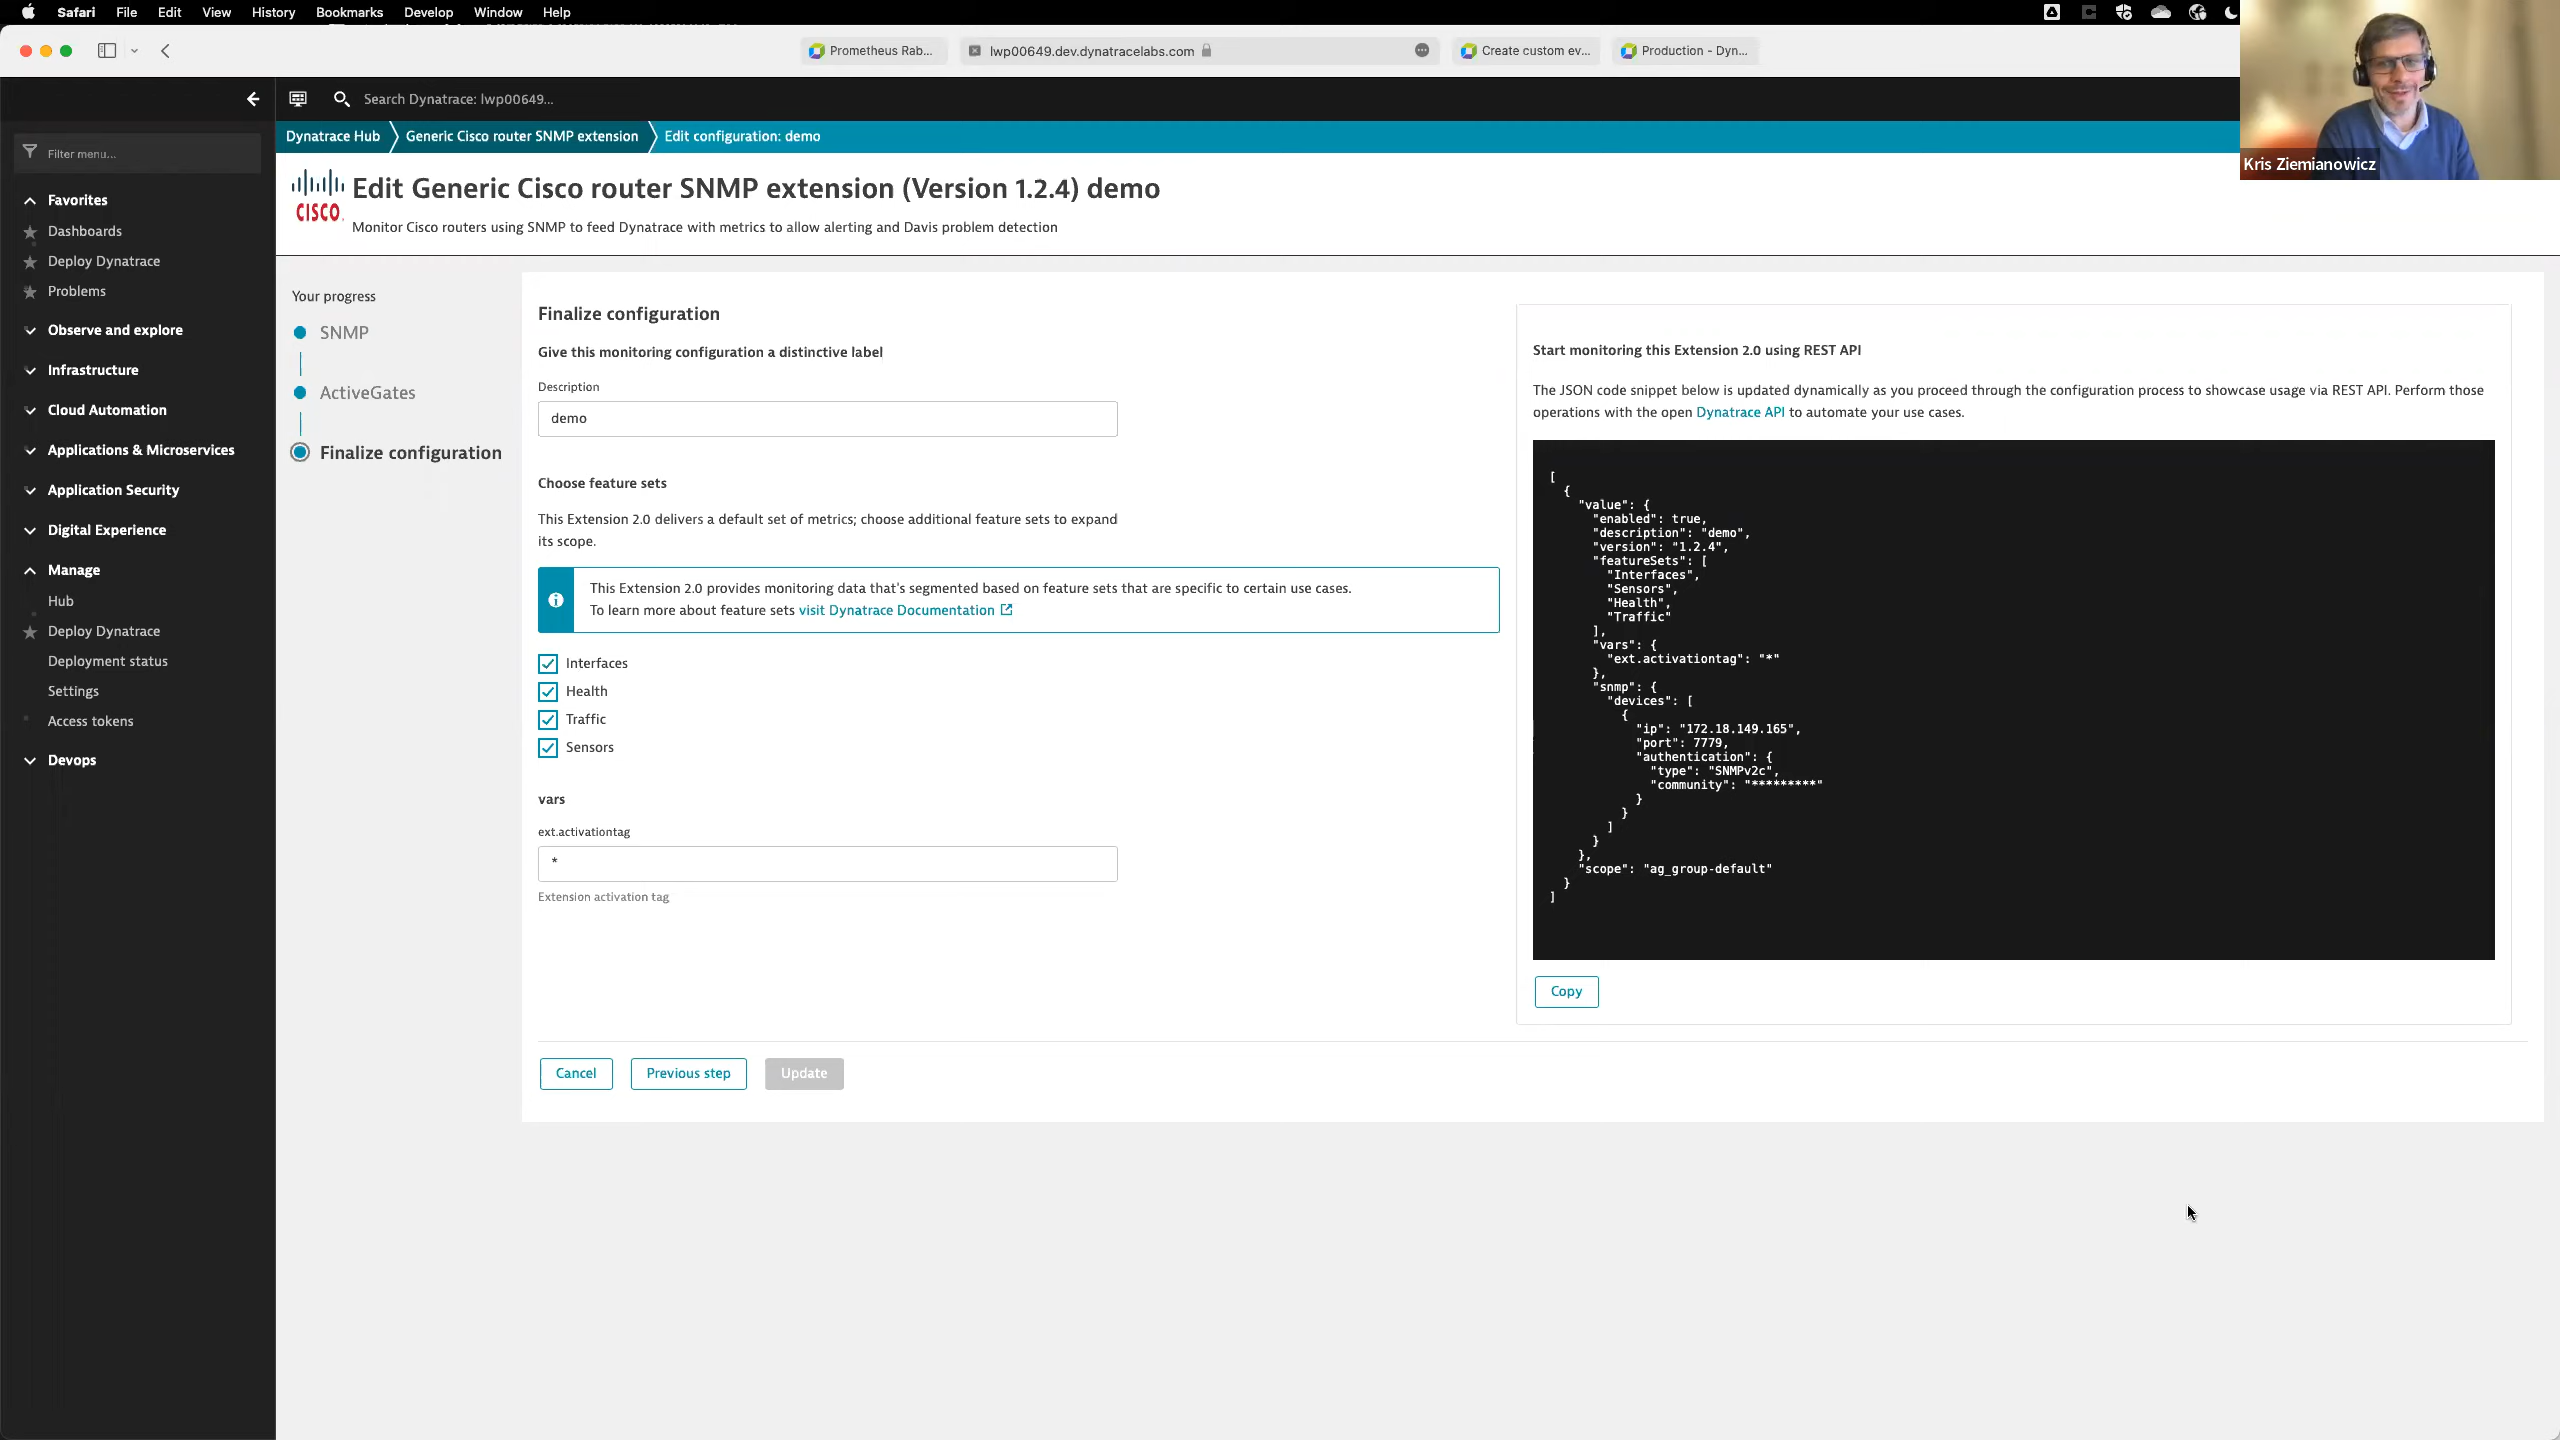 Safari File Edit View History Bookmarks Develop Window Help
Prometheus Rab...
lwp00649.dev.dynatracelabs.com
Create custom ev...
Production - Dyn...
Search Dynatrace: lwp00649...
Kris Ziemianowicz
Dynatrace Hub
Generic Cisco router SNMP extension
Edit configuration: demo
Filter menu...
Favorites
Dashboards
Deploy Dynatrace
Problems
Observe and explore
Infrastructure
Cloud Automation
Applications & Microservices
Application Security
Digital Experience
Manage
Hub
Deploy Dynatrace
Deployment status
Settings
Access tokens
Devops
CISCO
Edit Generic Cisco router SNMP extension (Version 1.2.4) demo
Monitor Cisco routers using SNMP to feed Dynatrace with metrics to allow alerting and Davis problem detection
Your progress
SNMP
ActiveGates
Finalize configuration
Finalize configuration
Give this monitoring configuration a distinctive label
Description
demo
Choose feature sets
This Extension 2.0 delivers a default set of metrics; choose additional feature sets to expand
its scope.
This Extension 2.0 provides monitoring data that's segmented based on feature sets that are specific to certain use cases.
To learn more about feature sets visit Dynatrace Documentation
Interfaces
Health
Traffic
Sensors
vars
ext.activationtag
*
Extension activation tag
Cancel
Previous step
Update
Start monitoring this Extension 2.0 using REST API
The JSON code snippet below is updated dynamically as you proceed through the configuration process to showcase usage via REST API. Perform those
operations with the open Dynatrace API to automate your use cases.
[
{
"value": {
"enabled": true,
"description": "demo",
"version": "1.2.4",
"featureSets": [
"Interfaces",
"Sensors",
"Health",
"Traffic"
],
"vars": {
"ext.activationtag": "*"
},
"snmp": {
"devices": [
{
"ip": "172.18.149.165",
"port": 7779,
"authentication": {
"type": "SNMPv2c",
"community": "*********"
}
}
]
}
},
"scope": "ag_group-default"
}
]
Copy